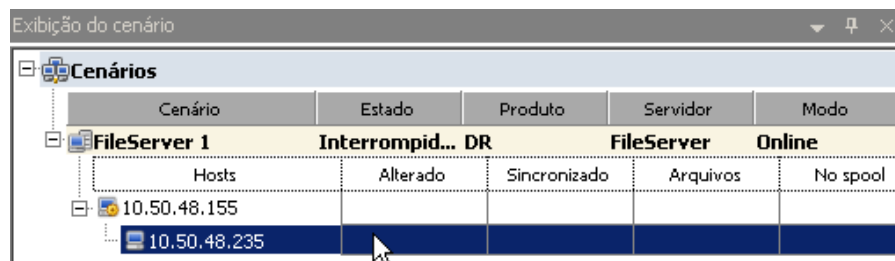 Exibição do cenário
Cenários
Cenário Estado Produto Servidor Modo
FileServer 1 Interrompid... DR FileServer Online
Hosts Alterado Sincronizado Arquivos No spool
10.50.48.155
10.50.48.235